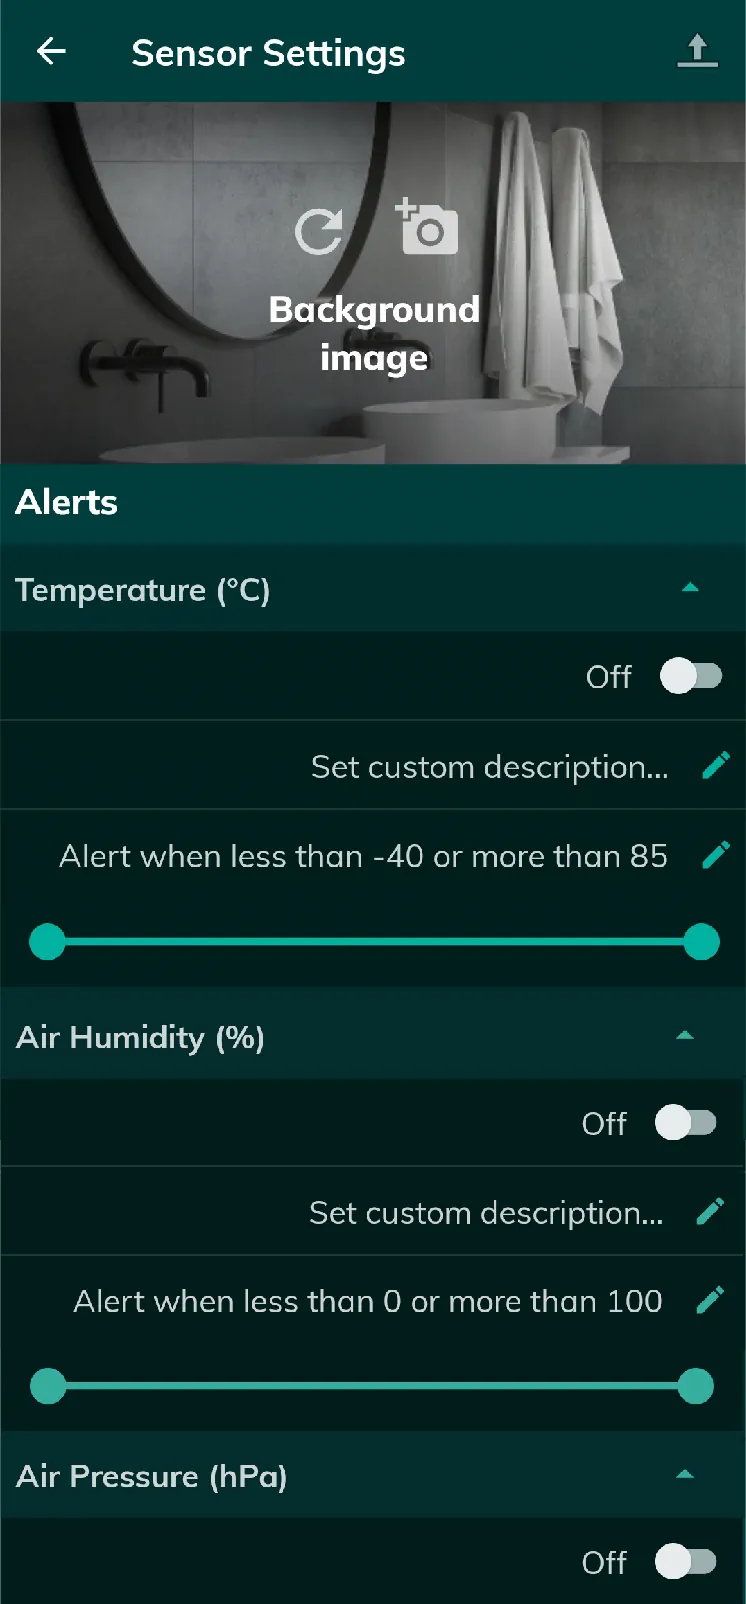 Sensor Settings
Background
image
Alerts
Temperature (°C)
Off
Set custom description...
Alert when less than -40 or more than 85
Air Humidity (%)
Off
Set custom description...
Alert when less than 0 or more than 100
Air Pressure (hPa)
Off